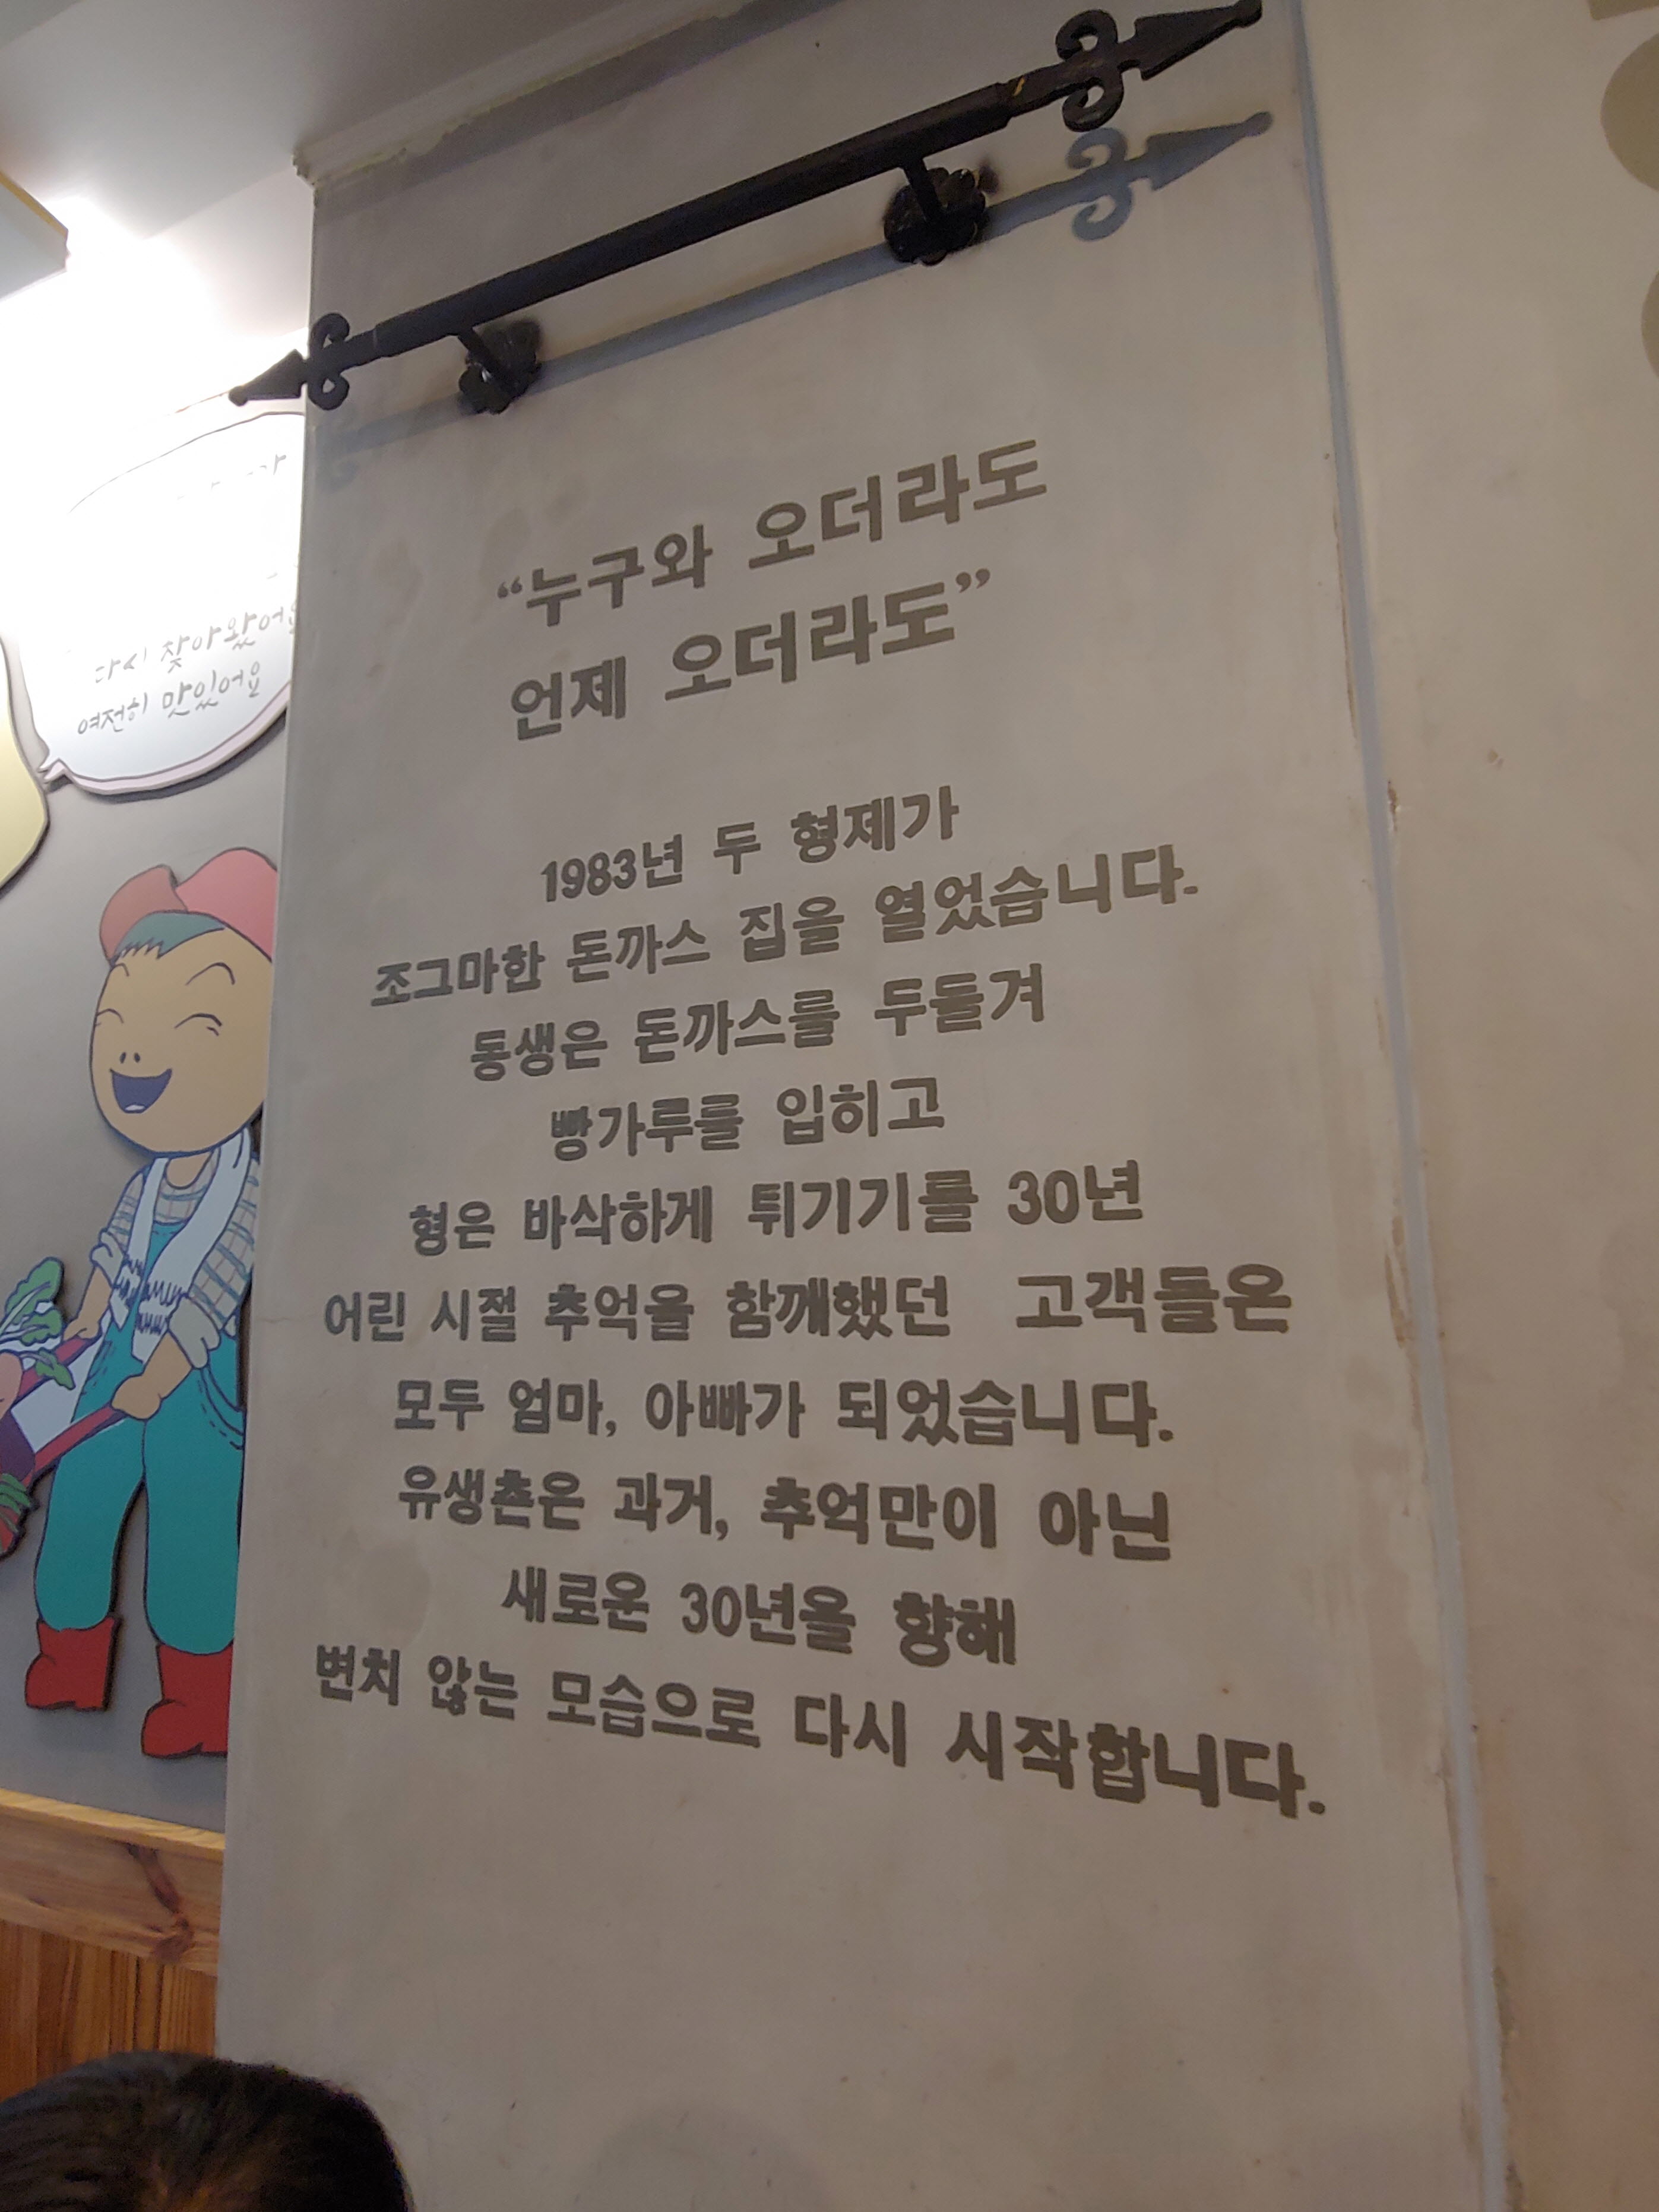 “누구와 오더라도
언제 오더라도”
1983년 두 형제가
조그마한 돈까스 집을 열었습니다.
동생은 돈까스를 두들겨
빵가루를 입히고
형은 바삭하게 튀기기를 30년
어린 시절 추억을 함께했던 고객들은
모두 엄마, 아빠가 되었습니다.
유생촌은 과거, 추억만이 아닌
새로운 30년을 향해
변치 않는 모습으로 다시 시작합니다.
다시 찾아왔어요
여전히 맛있어요